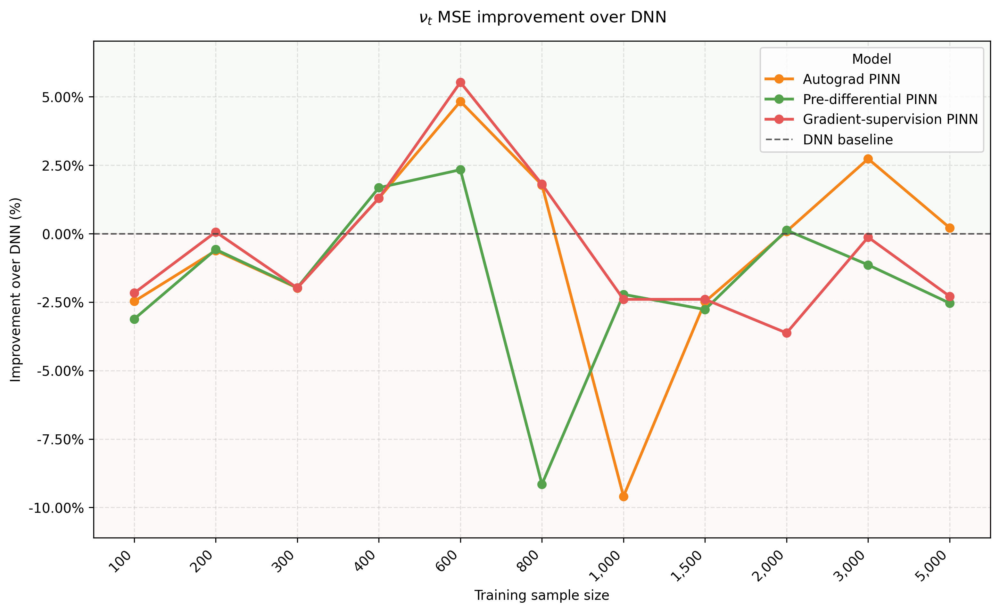 ν_t MSE improvement over DNN
Model
Autograd PINN
Pre-differential PINN
Gradient-supervision PINN
DNN baseline
Improvement over DNN (%)
5.00%
2.50%
0.00%
-2.50%
-5.00%
-7.50%
-10.00%
100
200
300
400
600
800
1,000
1,500
2,000
3,000
5,000
Training sample size